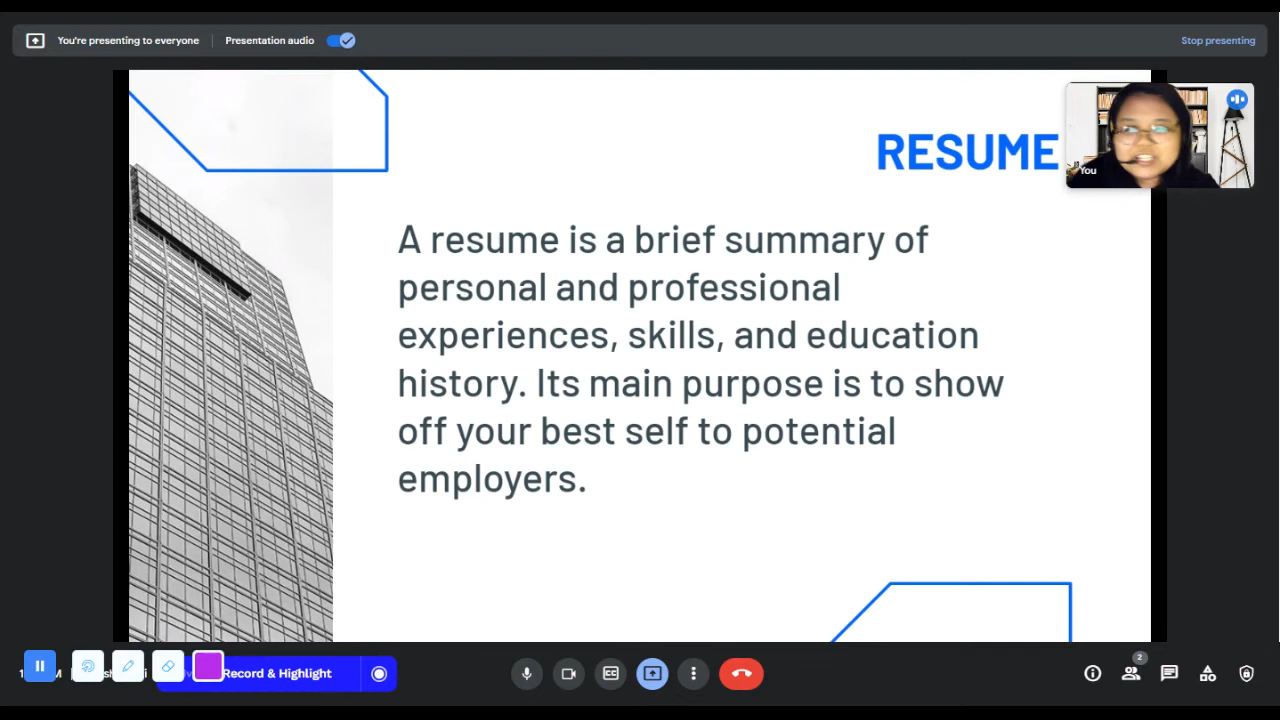 You're presenting to everyone
Presentation audio
Stop presenting
RESUME
You
A resume is a brief summary of
personal and professional
experiences, skills, and education
history. Its main purpose is to show
off your best self to potential
employers.
Record & Highlight
CC
2